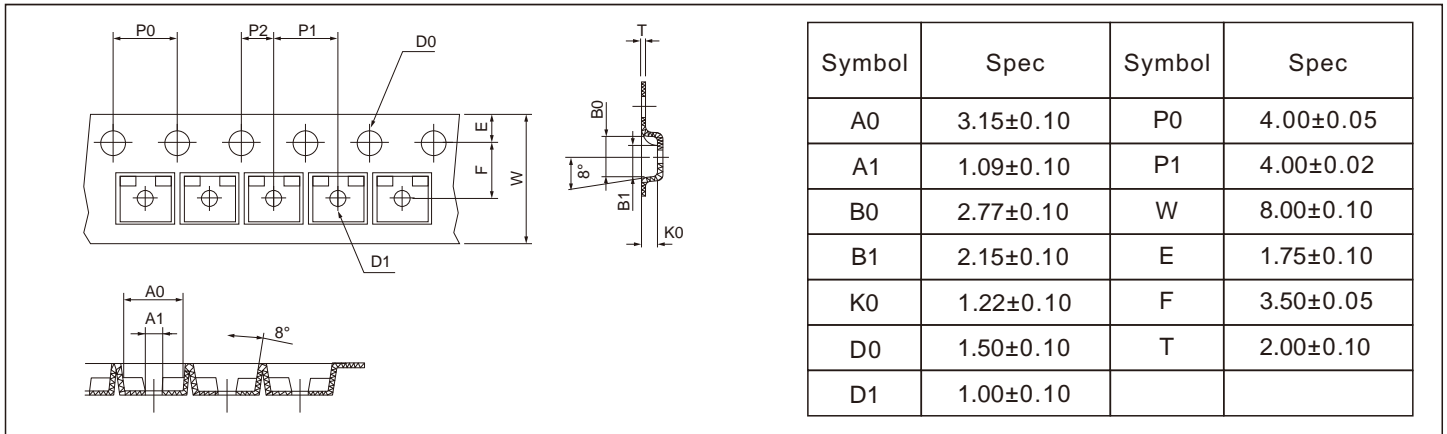 P0 P2 P1 D0
E
F
W
D1
T
B0
8°
B1
K0
A0
A1
8°
Symbol Spec Symbol Spec
A0 3.15±0.10 P0 4.00±0.05
A1 1.09±0.10 P1 4.00±0.02
B0 2.77±0.10 W 8.00±0.10
B1 2.15±0.10 E 1.75±0.10
K0 1.22±0.10 F 3.50±0.05
D0 1.50±0.10 T 2.00±0.10
D1 1.00±0.10